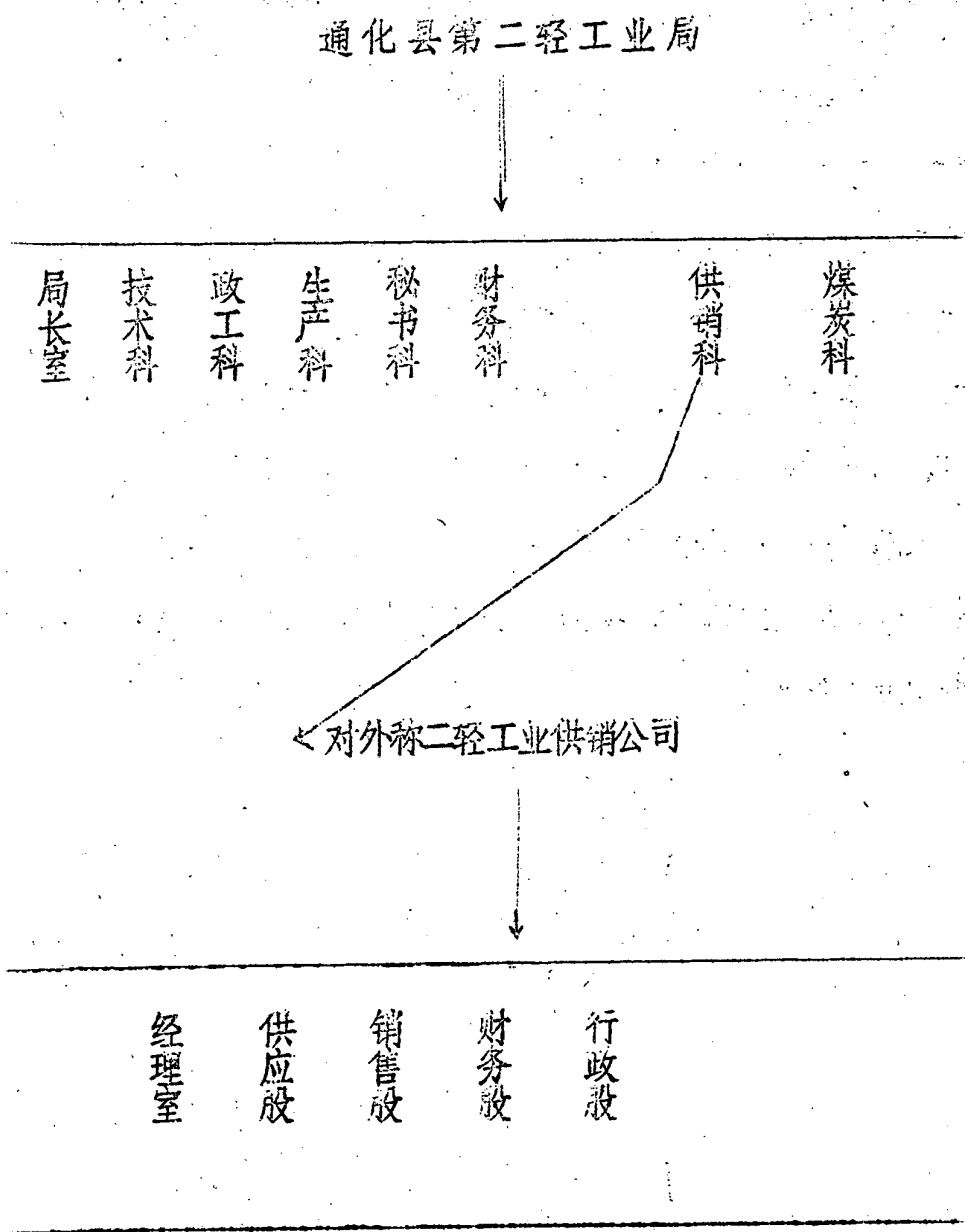 通化县第二轻工业局
局长室
技术科
政工科
生产科
秘书科
财务科
供销科
煤炭科
对外称二轻工业供销公司
经理室
供应股
销售股
财务股
行政股